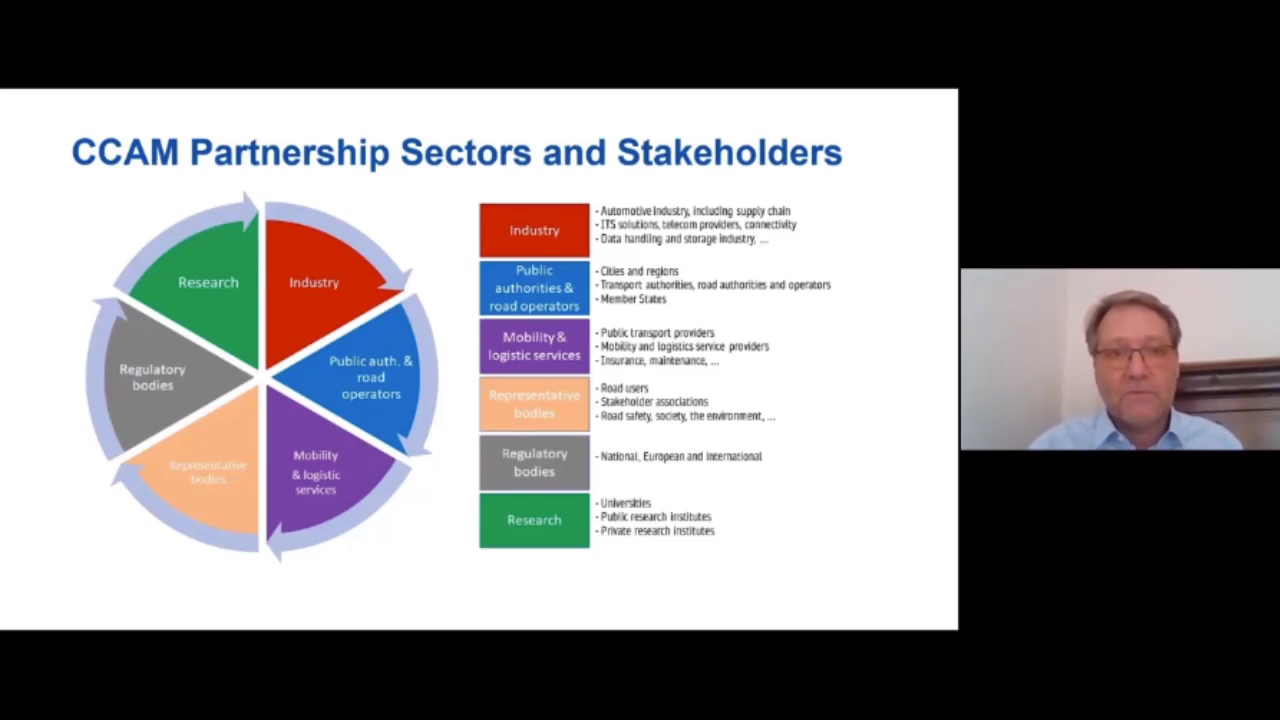 CCAM Partnership Sectors and Stakeholders
Research
Industry
Regulatory
bodies
Public auth. &
road
operators
Representative
bodies ...
Mobility
& logistic
services
Industry
- Automotive Industry, including supply chain
- ITS solutions, telecom providers, connectivity
- Data handling and storage industry, ...
Public
authorities &
road operators
- Cities and regions
- Transport authorities, road authorities and operators
- Member States
Mobility &
logistic services
- Public transport providers
- Mobility and logistics service providers
- Insurance, maintenance, ...
Representative
bodies
- Road users
- Stakeholder associations
- Road safety, society, the environment, ...
Regulatory
bodies
- National, European and international
Research
- Universities
- Public research institutes
- Private research institutes